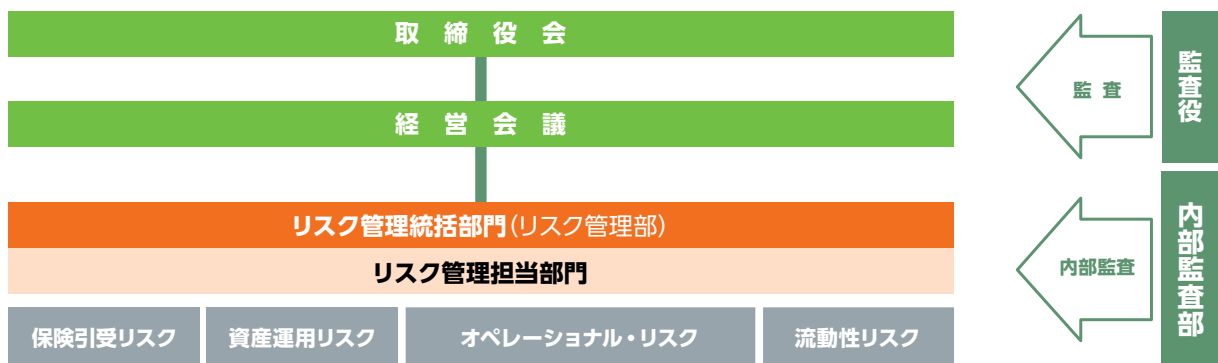 取締役会
経営会議
リスク管理統括部門(リスク管理部)
リスク管理担当部門
保険引受リスク
資産運用リスク
オペレーショナル・リスク
流動性リスク
監査
監査役
内部監査
内部監査部